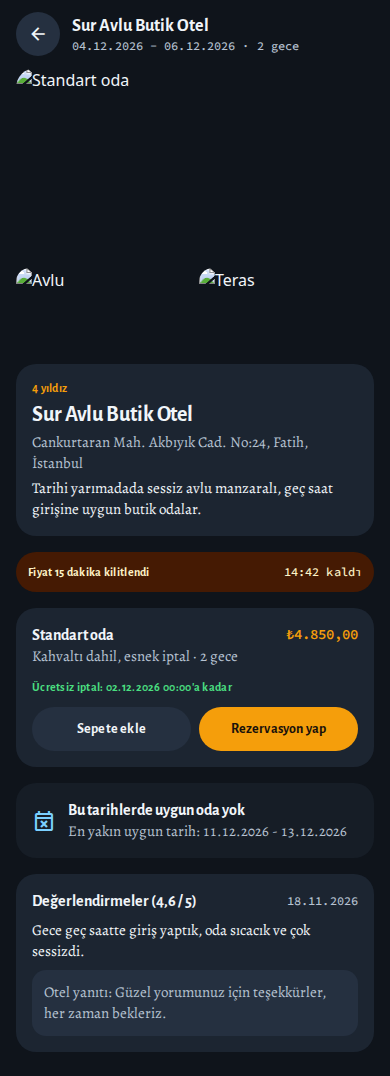 Sur Avlu Butik Otel
04.12.2026 – 06.12.2026 · 2 gece
Standart oda
Avlu
Teras
4 yıldız
Sur Avlu Butik Otel
Cankurtaran Mah. Akbıyık Cad. No:24, Fatih,
İstanbul
Tarihi yarımadada sessiz avlu manzaralı, geç saat
girişine uygun butik odalar.
Fiyat 15 dakika kilitlendi
14:42 kaldı
Standart oda
₺4.850,00
Kahvaltı dahil, esnek iptal · 2 gece
Ücretsiz iptal: 02.12.2026 00:00'a kadar
Sepete ekle
Rezervasyon yap
Bu tarihlerde uygun oda yok
En yakın uygun tarih: 11.12.2026 - 13.12.2026
Değerlendirmeler (4,6 / 5)
18.11.2026
Gece geç saatte giriş yaptık, oda sıcacık ve çok
sessizdi.
Otel yanıtı: Güzel yorumunuz için teşekkürler,
her zaman bekleriz.